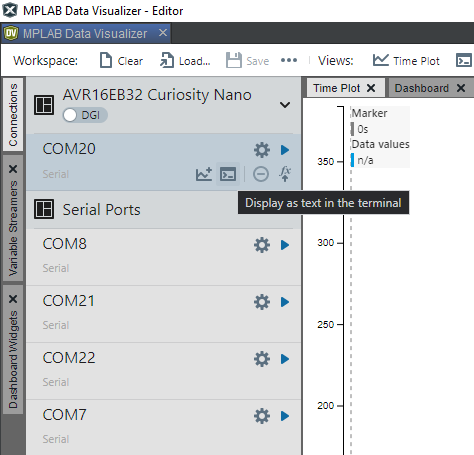 MPLAB Data Visualizer - Editor
DV MPLAB Data Visualizer ×
Workspace: Clear Load... Save ••• Views: Time Plot
Connections
Variable Streamers ×
Dashboard Widgets ×
AVR16EB32 Curiosity Nano
DGI
COM20
Serial
fx
Display as text in the terminal
Serial Ports
COM8
Serial
COM21
Serial
COM22
Serial
COM7
Serial
Time Plot × Dashboard ×
Marker
0s
Data values
n/a
350
300
250
200